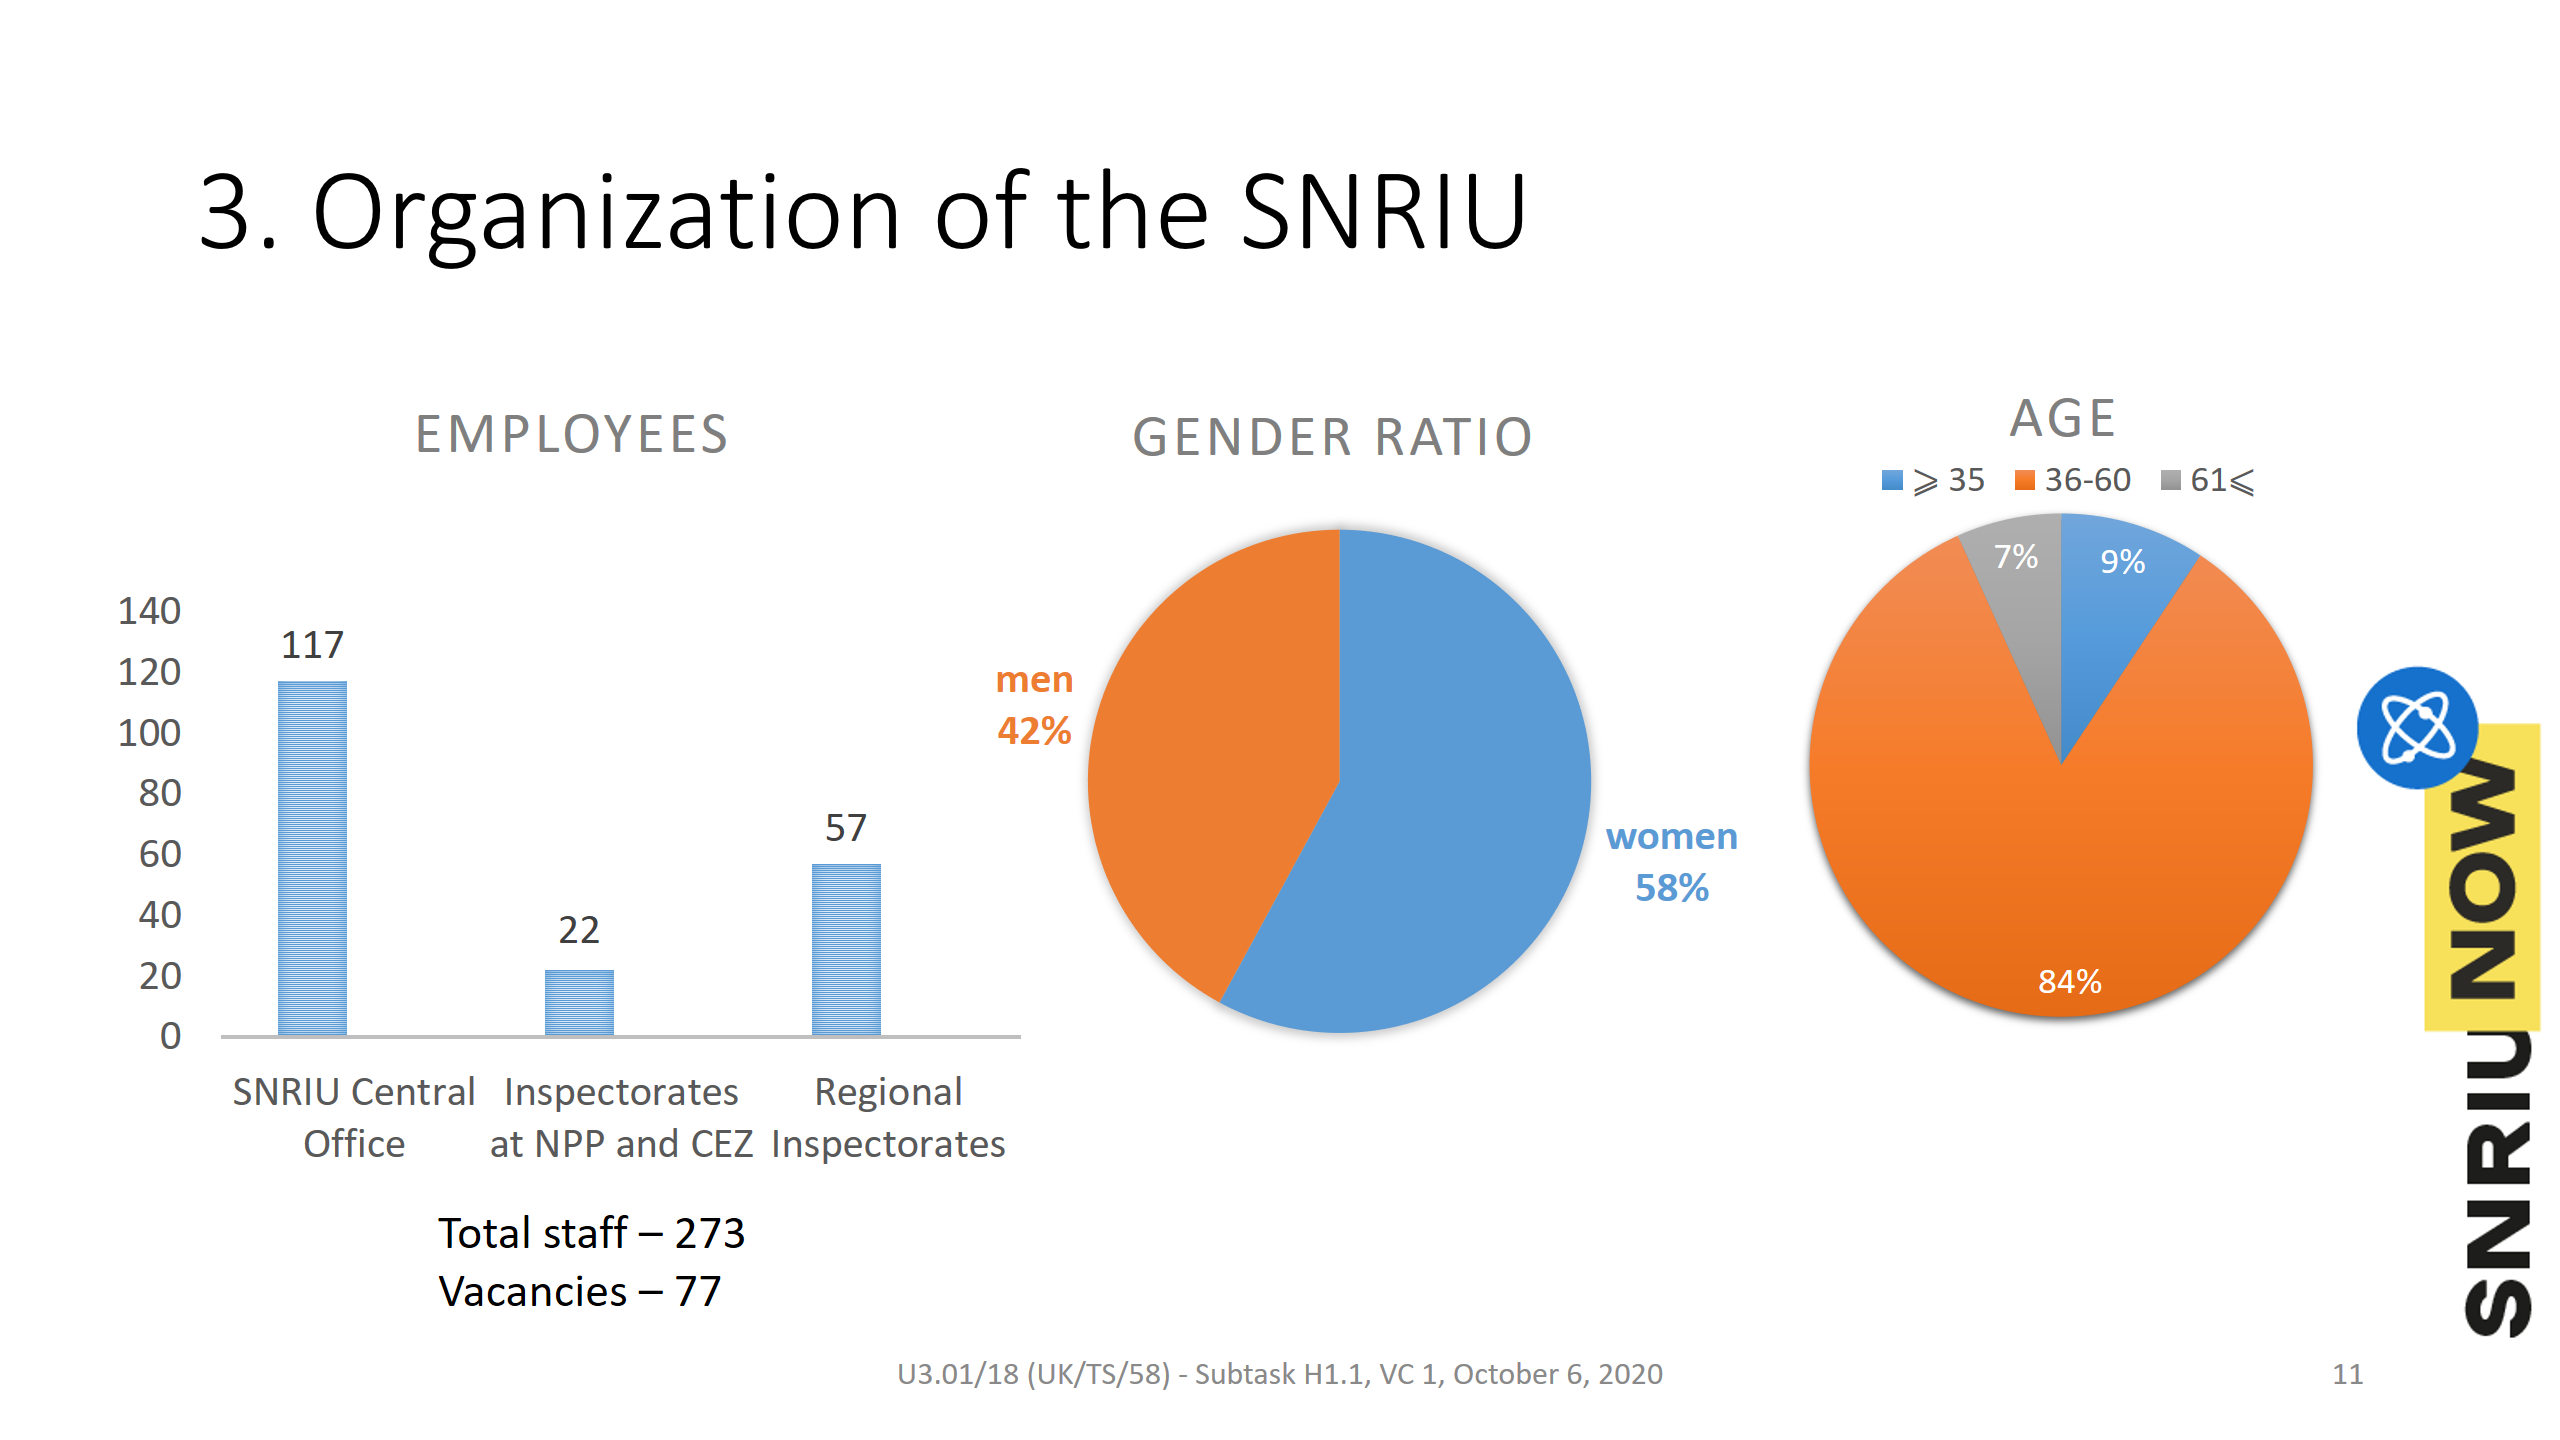 3. Organization of the SNRIU
EMPLOYEES
140
120
100
80
60
40
20
0
117
22
57
SNRIU Central
Office
Inspectorates
at NPP and CEZ
Regional
Inspectorates
Total staff – 273
Vacancies – 77
GENDER RATIO
men
42%
women
58%
AGE
⩾ 35
36-60
61⩽
7%
9%
84%
SNRIU NOW
U3.01/18 (UK/TS/58) - Subtask H1.1, VC 1, October 6, 2020
11